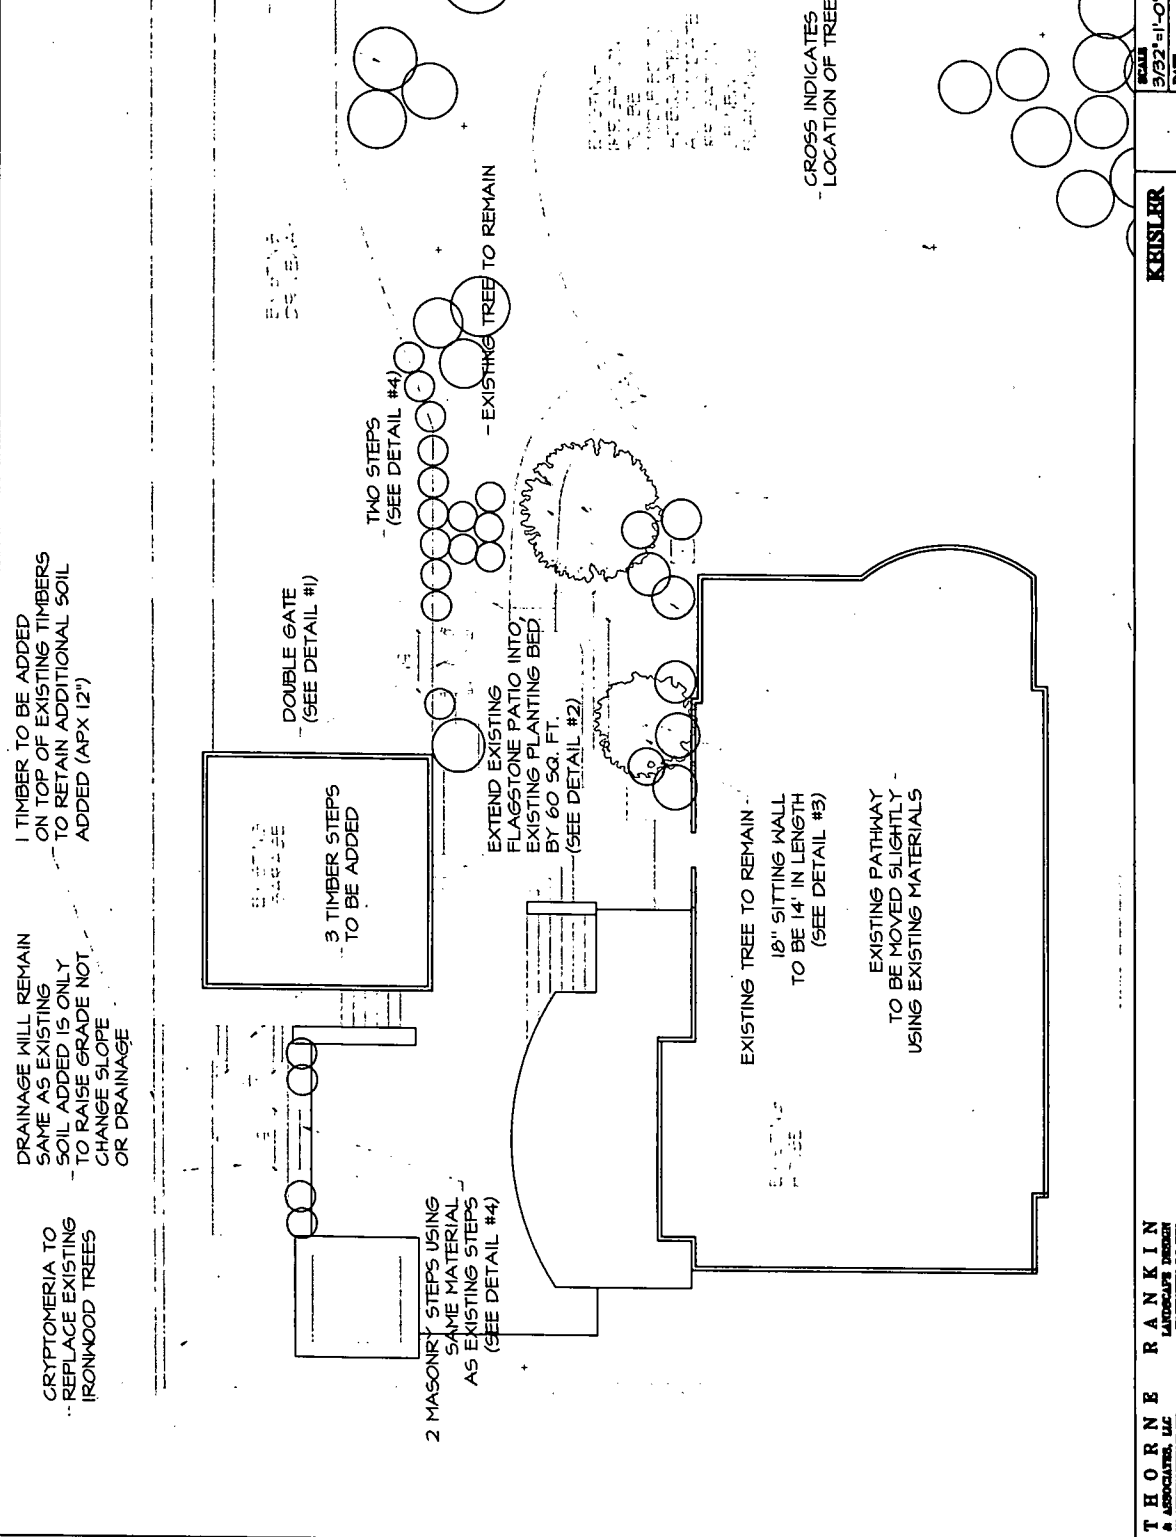 CRYPTOMERIA TO
REPLACE EXISTING
IRONWOOD TREES
DRAINAGE WILL REMAIN
SAME AS EXISTING
SOIL ADDED IS ONLY
TO RAISE GRADE NOT
CHANGE SLOPE
OR DRAINAGE
1 TIMBER TO BE ADDED
ON TOP OF EXISTING TIMBERS
TO RETAIN ADDITIONAL SOIL
ADDED (APX 12")
DOUBLE GATE
(SEE DETAIL #1)
3 TIMBER STEPS
TO BE ADDED
TWO STEPS
(SEE DETAIL #4)
EXISTING TREE TO REMAIN
2 MASONRY STEPS USING
SAME MATERIAL
AS EXISTING STEPS
(SEE DETAIL #4)
EXTEND EXISTING
FLAGSTONE PATIO INTO
EXISTING PLANTING BED
BY 60 SQ. FT.
(SEE DETAIL #2)
EXISTING TREE TO REMAIN
18" SITTING WALL
TO BE 14' IN LENGTH
(SEE DETAIL #3)
EXISTING PATHWAY
TO BE MOVED SLIGHTLY
USING EXISTING MATERIALS
CROSS INDICATES
LOCATION OF TREE
THORNE RANKIN
& ASSOCIATES, LLC LANDSCAPE DESIGN
KEISLER
SCALE
3/32"=1'-0"